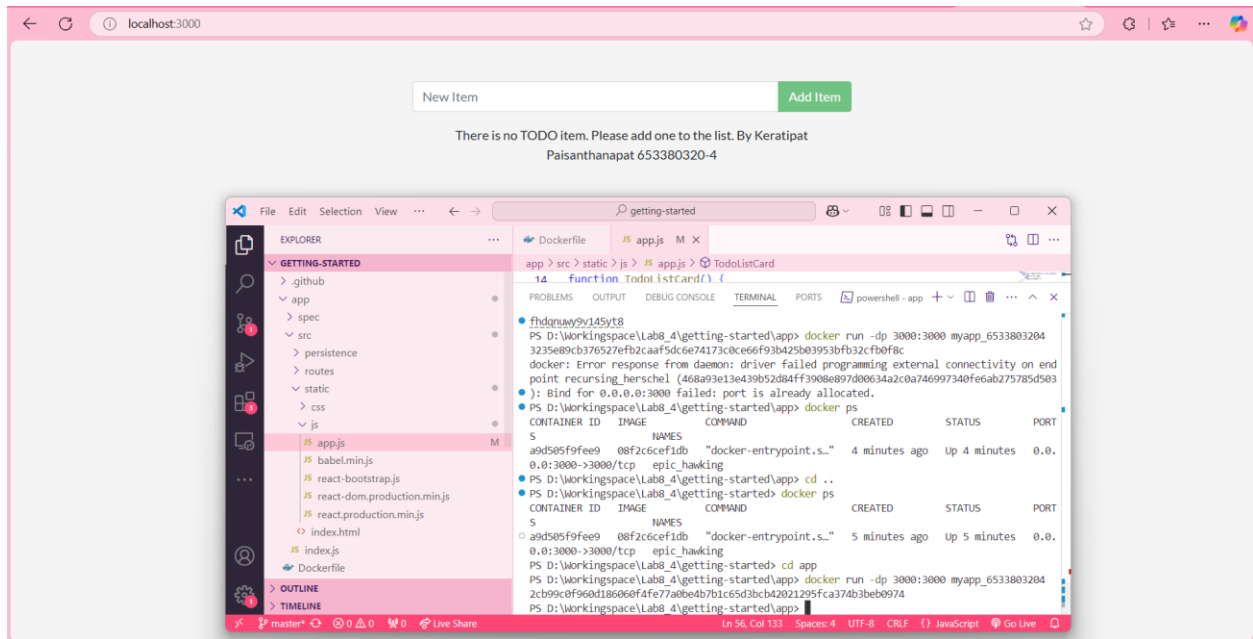 localhost:3000
New Item
Add Item
There is no TODO item. Please add one to the list. By Keratipat
Paisanthanapat 653380320-4
File Edit Selection View ··· getting-started
EXPLORER ···
Dockerfile
JS app.js M
GETTING-STARTED
app > src > static > js > JS app.js > TodoListCard
.github
14 function TodoListCard() {
app
PROBLEMS OUTPUT DEBUG CONSOLE TERMINAL PORTS powershell - app
spec
src
persistence
routes
static
css
js
JS app.js M
JS babel.min.js
JS react-bootstrap.js
JS react-dom.production.min.js
JS react.production.min.js
<> index.html
JS index.js
Dockerfile
OUTLINE
TIMELINE
fhdqnuwy9v145yt8
PS D:\Workingspace\Lab8_4\getting-started\app> docker run -dp 3000:3000 myapp_6533803204
3235e89cb376527efb2caaf5dc6e74173c0ce66f93b425b03953bfb32cfb0f8c
docker: Error response from daemon: driver failed programming external connectivity on end
point recursing_herschel (468a93e13e439b52d84ff3908e897d00634a2c0a746997340fe6ab275785d503
): Bind for 0.0.0.0:3000 failed: port is already allocated.
PS D:\Workingspace\Lab8_4\getting-started\app> docker ps
CONTAINER ID IMAGE COMMAND CREATED STATUS PORT
S NAMES
a9d505f9fee9 08f2c6cef1db "docker-entrypoint.s…" 4 minutes ago Up 4 minutes 0.0.
0.0:3000->3000/tcp epic_hawking
PS D:\Workingspace\Lab8_4\getting-started\app> cd ..
PS D:\Workingspace\Lab8_4\getting-started> docker ps
CONTAINER ID IMAGE COMMAND CREATED STATUS PORT
S NAMES
a9d505f9fee9 08f2c6cef1db "docker-entrypoint.s…" 5 minutes ago Up 5 minutes 0.0.
0.0:3000->3000/tcp epic_hawking
PS D:\Workingspace\Lab8_4\getting-started> cd app
PS D:\Workingspace\Lab8_4\getting-started\app> docker run -dp 3000:3000 myapp_6533803204
2cb99c0f960d186060f4fe77a0be4b7b1c65d3bcb42021295fca374b3beb0974
PS D:\Workingspace\Lab8_4\getting-started\app>
master* 0 0 0 Live Share Ln 56, Col 133 Spaces: 4 UTF-8 CRLF {} JavaScript Go Live